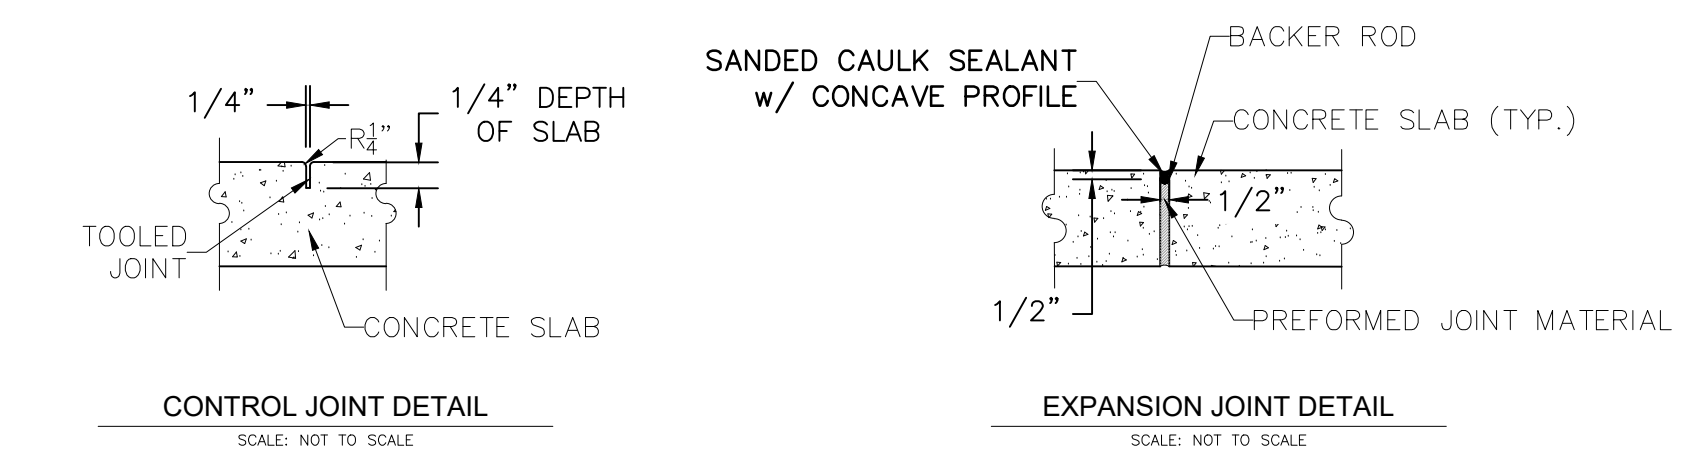 1/4"
R1/4"
1/4" DEPTH
OF SLAB
TOOLED
JOINT
CONCRETE SLAB
CONTROL JOINT DETAIL
SCALE: NOT TO SCALE
BACKER ROD
SANDED CAULK SEALANT
w/ CONCAVE PROFILE
CONCRETE SLAB (TYP.)
1/2"
1/2"
PREFORMED JOINT MATERIAL
EXPANSION JOINT DETAIL
SCALE: NOT TO SCALE